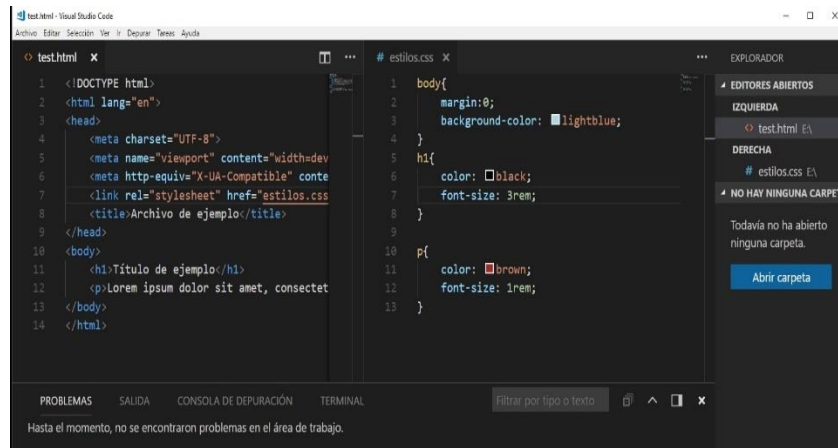 test.html - Visual Studio Code
Archivo Editar Selección Ver Ir Depurar Tareas Ayuda
test.html
1 <!DOCTYPE html>
2 <html lang="en">
3 <head>
4 <meta charset="UTF-8">
5 <meta name="viewport" content="width=dev
6 <meta http-equiv="X-UA-Compatible" conte
7 <link rel="stylesheet" href="estilos.css
8 <title>Archivo de ejemplo</title>
9 </head>
10 <body>
11 <h1>Título de ejemplo</h1>
12 <p>Lorem ipsum dolor sit amet, consectet
13 </body>
14 </html>
# estilos.css
1 body{
2 margin:0;
3 background-color: lightblue;
4 }
5 h1{
6 color: black;
7 font-size: 3rem;
8 }
9
10 p{
11 color: brown;
12 font-size: 1rem;
13 }
EXPLORADOR
EDITORES ABIERTOS
IZQUIERDA
test.html E:\
DERECHA
# estilos.css E:\
NO HAY NINGUNA CARPET
Todavía no ha abierto
ninguna carpeta.
Abrir carpeta
PROBLEMAS SALIDA CONSOLA DE DEPURACIÓN TERMINAL
Filtrar por tipo o texto
Hasta el momento, no se encontraron problemas en el área de trabajo.